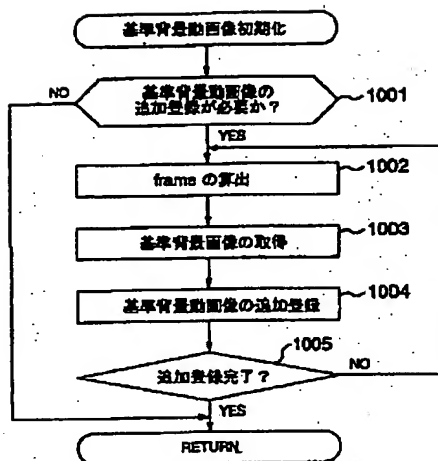 基準背景動画像初期化
NO
基準背景動画像の
追加登録が必要か？
1001
YES
1002
frame の算出
1003
基準背景画像の取得
1004
基準背景動画像の追加登録
1005
追加登録完了？
NO
YES
RETURN